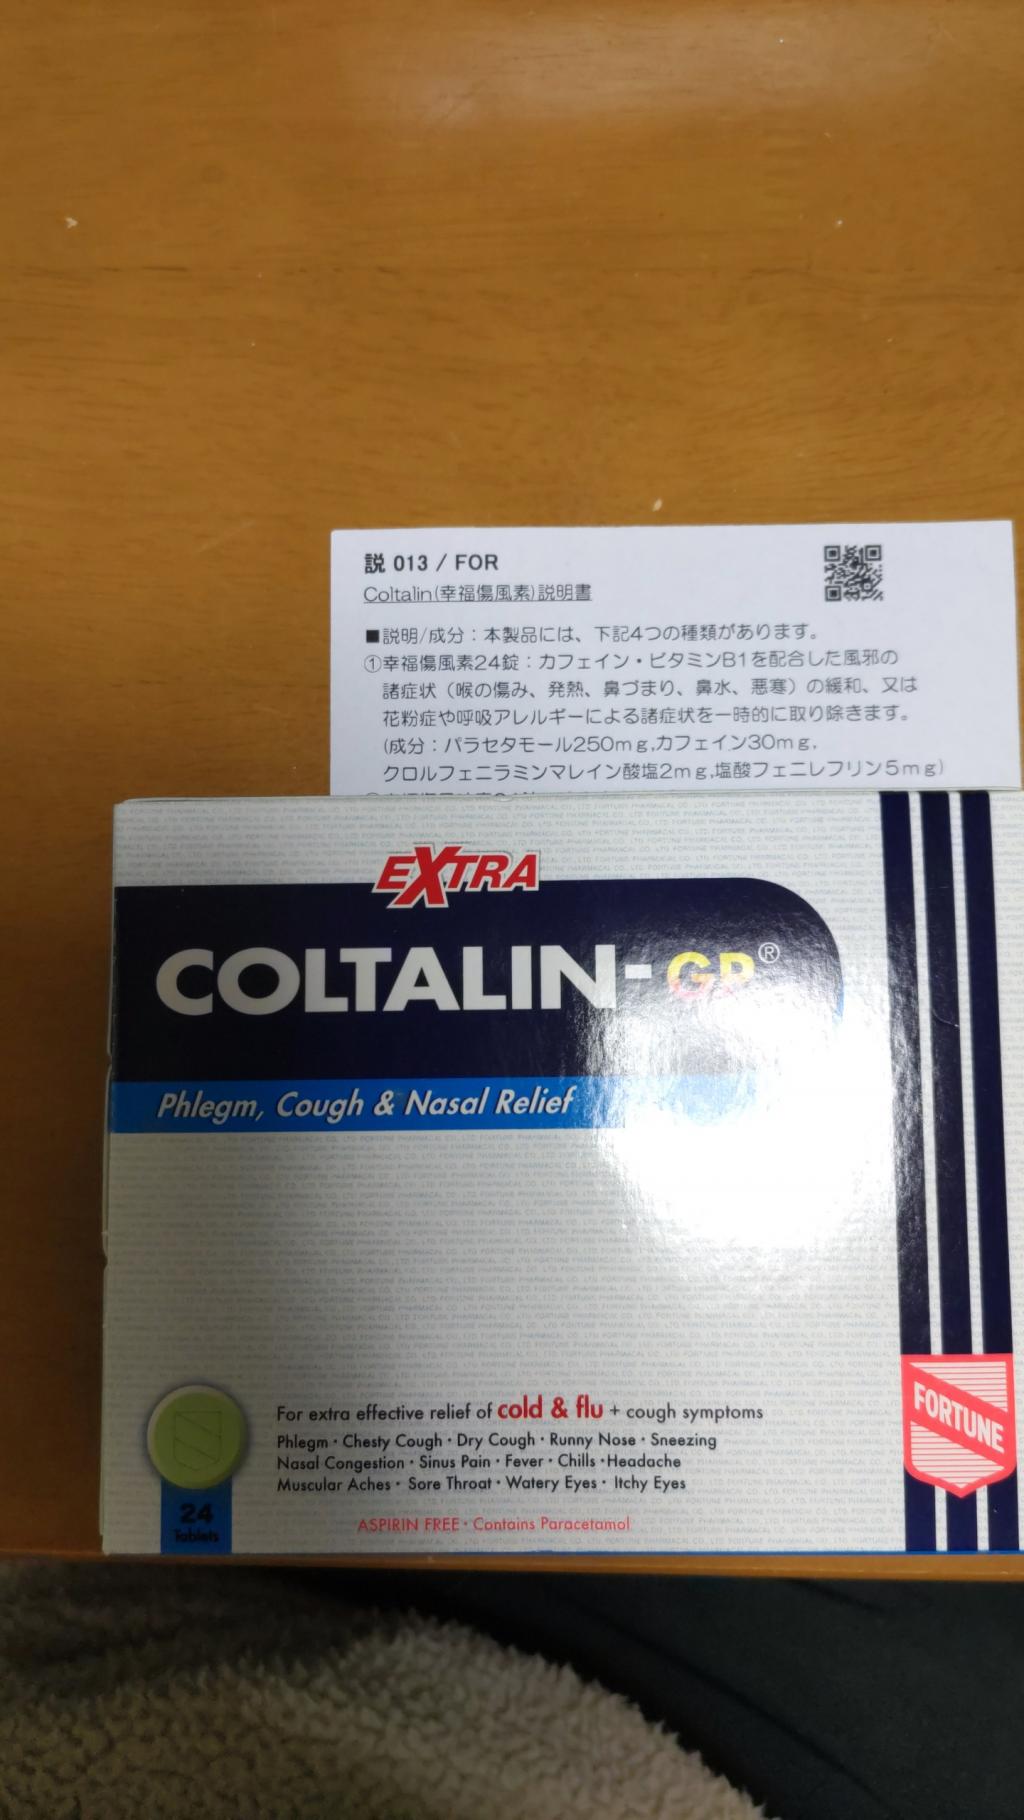 説 013 / FOR
Coltalin(幸福傷風素)説明書
■説明/成分：本製品には、下記4つの種類があります。
①幸福傷風素24錠：カフェイン・ビタミンB1を配合した風邪の
諸症状（喉の傷み、発熱、鼻づまり、鼻水、悪寒）の緩和、又は
花粉症や呼吸アレルギーによる諸症状を一時的に取り除きます。
(成分：パラセタモール250mg,カフェイン30mg,
クロルフェニラミンマレイン酸塩2mg,塩酸フェニレフリン5mg)
EXTRA
COLTALIN-GP®
Phlegm, Cough & Nasal Relief
FORTUNE
For extra effective relief of cold & flu + cough symptoms
Phlegm · Chesty Cough · Dry Cough · Runny Nose · Sneezing
Nasal Congestion · Sinus Pain · Fever · Chills ·Headache
Muscular Aches · Sore Throat · Watery Eyes · Itchy Eyes
24
Tablets
ASPIRIN FREE · Contains Paracetamol